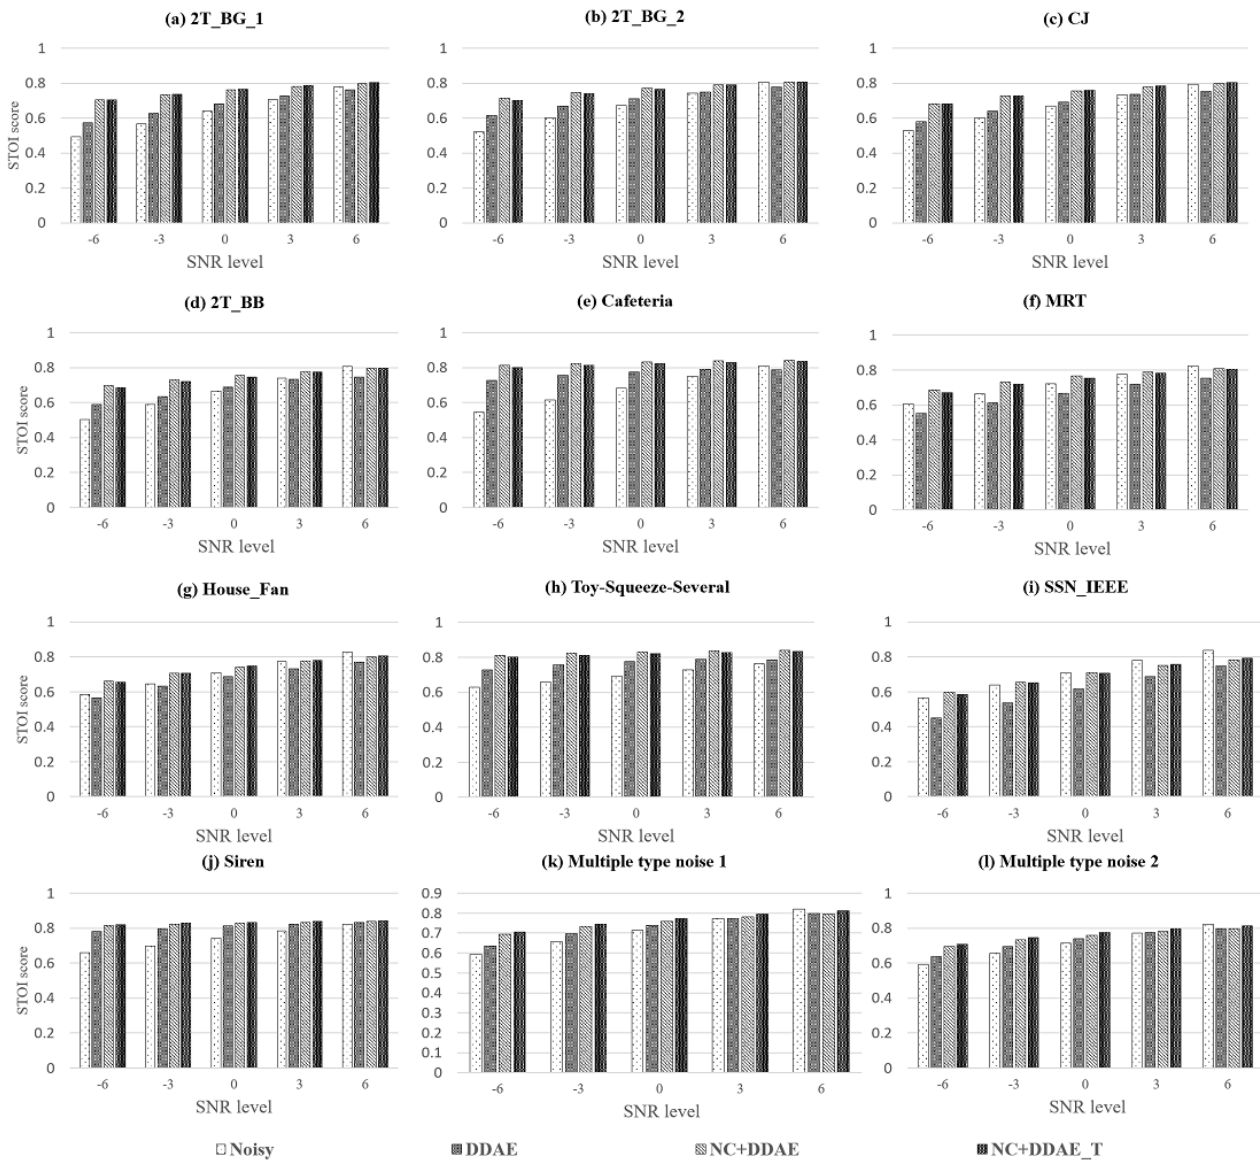 (a) 2T_BG_1
(b) 2T_BG_2
(c) CJ
1
0.8
0.6
0.4
0.2
0
STOI score
-6 -3 0 3 6
SNR level
1
0.8
0.6
0.4
0.2
0
-6 -3 0 3 6
SNR level
1
0.8
0.6
0.4
0.2
0
-6 -3 0 3 6
SNR level
(d) 2T_BB
(e) Cafeteria
(f) MRT
1
0.8
0.6
0.4
0.2
0
STOI score
-6 -3 0 3 6
SNR level
1
0.8
0.6
0.4
0.2
0
-6 -3 0 3 6
SNR level
1
0.8
0.6
0.4
0.2
0
-6 -3 0 3 6
SNR level
(g) House_Fan
(h) Toy-Squeeze-Several
(i) SSN_IEEE
1
0.8
0.6
0.4
0.2
0
STOI score
-6 -3 0 3 6
SNR level
1
0.8
0.6
0.4
0.2
0
-6 -3 0 3 6
SNR level
1
0.8
0.6
0.4
0.2
0
-6 -3 0 3 6
SNR level
(j) Siren
(k) Multiple type noise 1
(l) Multiple type noise 2
1
0.8
0.6
0.4
0.2
0
STOI score
-6 -3 0 3 6
SNR level
0.9
0.8
0.7
0.6
0.5
0.4
0.3
0.2
0.1
0
-6 -3 0 3 6
SNR level
1
0.8
0.6
0.4
0.2
0
-6 -3 0 3 6
SNR level
Noisy DDAE NC+DDAE NC+DDAE_T